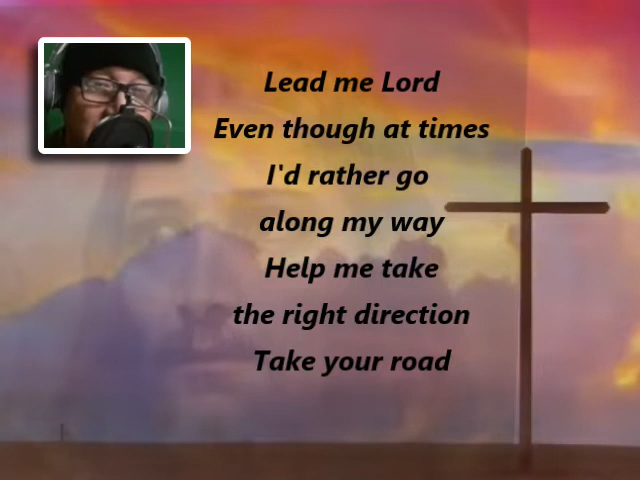 Lead me Lord
Even though at times
I'd rather go
along my way
Help me take
the right direction
Take your road